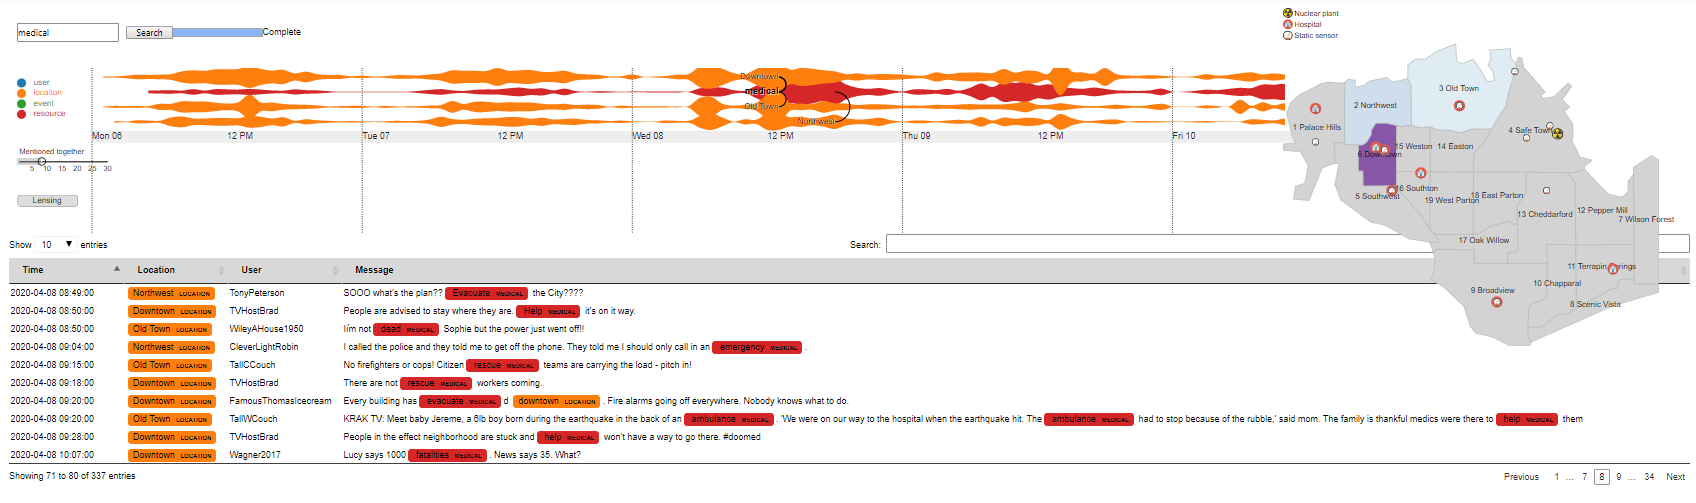 medical
Search
Complete
user
location
event
resource
Downtown
medical
Old Town
Northwest
Mon 06
12 PM
Tue 07
12 PM
Wed 08
12 PM
Thu 09
12 PM
Fri 10
Mentioned together
5 10 15 20 25 30
Lensing
Nuclear plant
Hospital
Static sensor
3 Old Town
2 Northwest
1 Palace Hills
4 Safe Town
6 Downtown
15 Weston
14 Easton
5 Southwest
16 Southton
18 East Parton
19 West Parton
13 Cheddarford
12 Pepper Mill
7 Wilson Forest
17 Oak Willow
11 Terrapin Springs
10 Chapparal
9 Broadview
8 Scenic Vista
Show 10 entries
Search:
Time Location User Message
2020-04-08 08:49:00 Northwest LOCATION TonyPeterson SOOO what's the plan?? Evacuate MEDICAL the City????
2020-04-08 08:50:00 Downtown LOCATION TVHostBrad People are advised to stay where they are. Help MEDICAL it's on it way.
2020-04-08 08:50:00 Old Town LOCATION WileyAHouse1950 Iím not dead MEDICAL Sophie but the power just went off!!
2020-04-08 09:04:00 Northwest LOCATION CleverLightRobin I called the police and they told me to get off the phone. They told me I should only call in an emergency MEDICAL .
2020-04-08 09:15:00 Old Town LOCATION TallCCouch No firefighters or cops! Citizen rescue MEDICAL teams are carrying the load - pitch in!
2020-04-08 09:18:00 Downtown LOCATION TVHostBrad There are not rescue MEDICAL workers coming.
2020-04-08 09:20:00 Downtown LOCATION FamousThomasIcecream Every building has evacuate MEDICAL d downtown LOCATION . Fire alarms going off everywhere. Nobody knows what to do.
2020-04-08 09:20:00 Old Town LOCATION TallWCouch KRAK TV: Meet baby Jereme, a 6lb boy born during the earthquake in the back of an ambulance MEDICAL . 'We were on our way to the hospital when the earthquake hit. The ambulance MEDICAL had to stop because of the rubble,' said mom. The family is thankful medics were there to help MEDICAL them
2020-04-08 09:28:00 Downtown LOCATION TVHostBrad People in the effect neighborhood are stuck and help MEDICAL won't have a way to go there. #doomed
2020-04-08 10:07:00 Downtown LOCATION Wagner2017 Lucy says 1000 fatalities MEDICAL . News says 35. What?
Showing 71 to 80 of 337 entries
Previous 1 ... 7 8 9 ... 34 Next